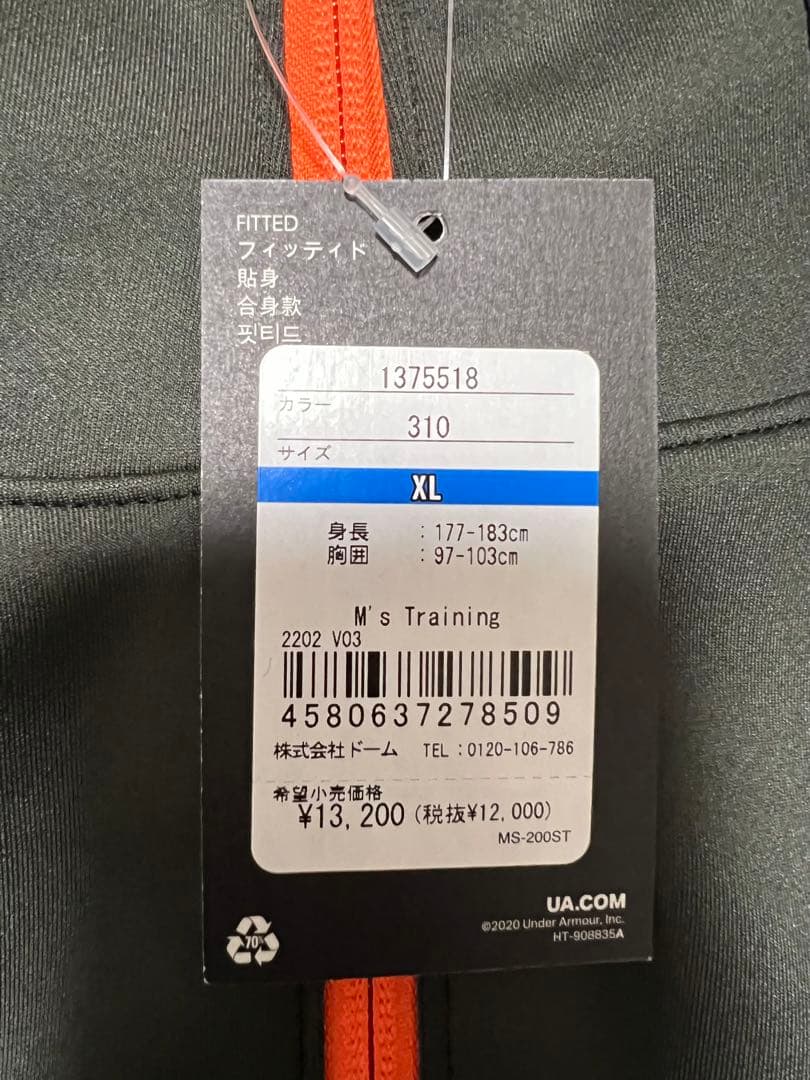 FITTED
フィッティド
貼身
合身款
핏티드
1375518
カラー
310
サイズ
XL
身長 : 177-183cm
胸囲 : 97-103cm
M's Training
2202 V03
4580637278509
株式会社ドーム TEL : 0120-106-786
希望小売価格
¥13,200 (税抜¥12,000)
MS-200ST
UA.COM
©2020 Under Armour, Inc.
HT-908835A
70%